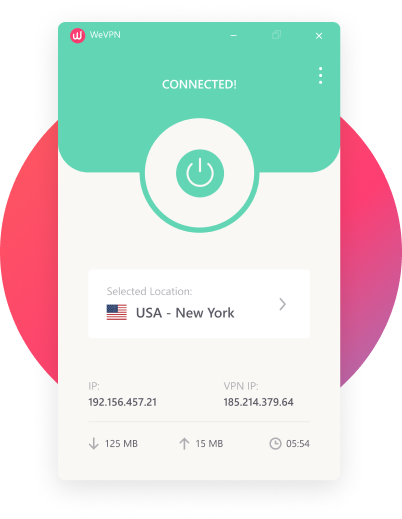 WeVPN
CONNECTED!
Selected Location:
USA - New York
IP: VPN IP:
192.156.457.21 185.214.379.64
125 MB 15 MB 05:54